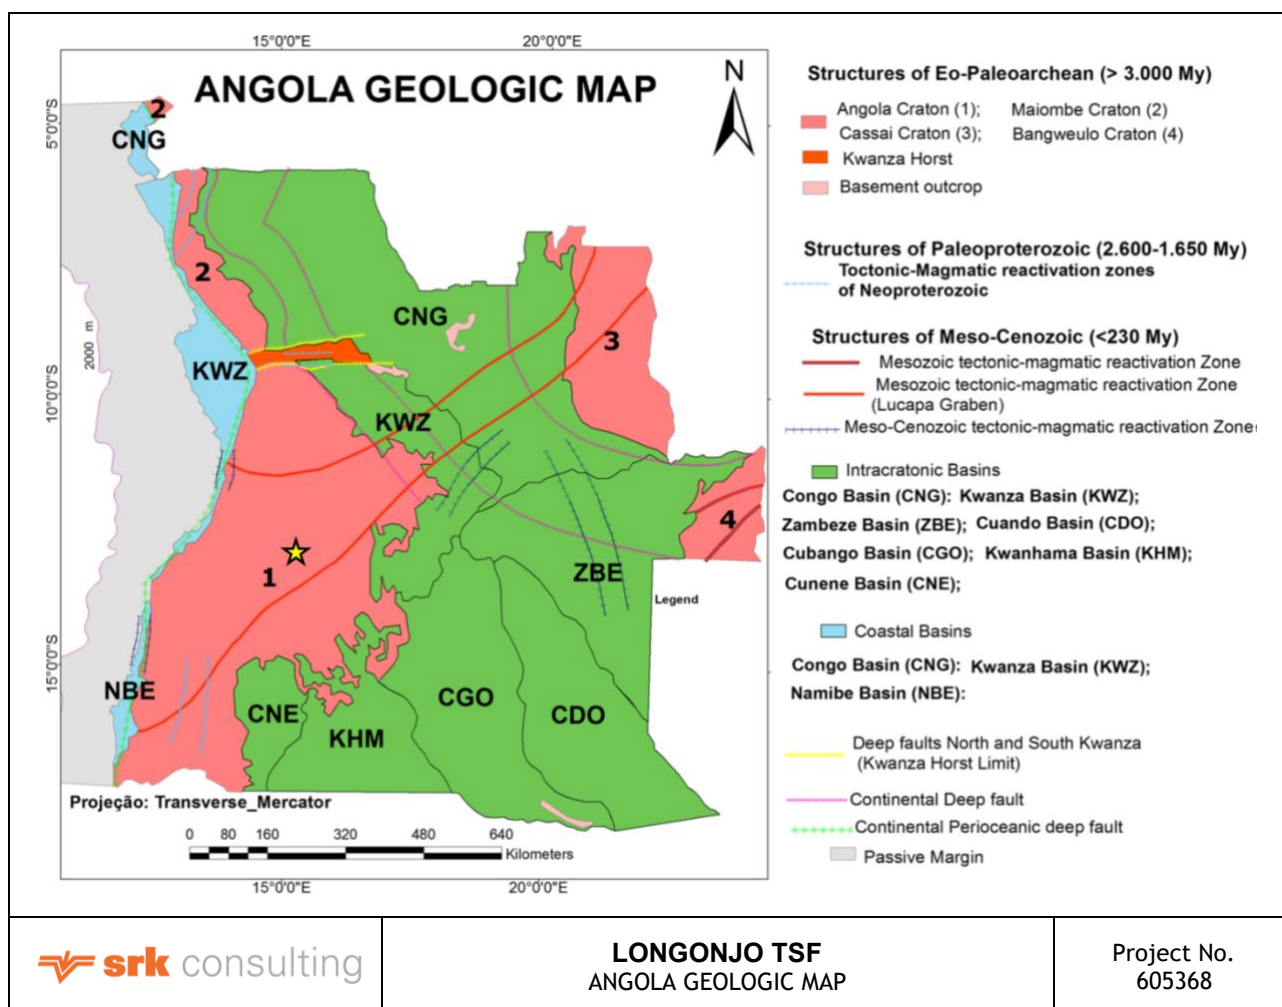 15°0'0"E
20°0'0"E
ANGOLA GEOLOGIC MAP
N
5°0'0"S
10°0'0"S
15°0'0"S
2000 m
2
CNG
2
CNG
3
KWZ
KWZ
4
1
ZBE
Legend
NBE
CNE
KHM
CGO
CDO
Projeção: Transverse_Mercator
0 80 160 320 480 640
Kilometers
15°0'0"E
20°0'0"E
Structures of Eo-Paleoarchean (> 3.000 My)
Angola Craton (1); Maiombe Craton (2)
Cassai Craton (3); Bangweulo Craton (4)
Kwanza Horst
Basement outcrop
Structures of Paleoproterozoic (2.600-1.650 My)
Toctonic-Magmatic reactivation zones
of Neoproterozoic
Structures of Meso-Cenozoic (<230 My)
Mesozoic tectonic-magmatic reactivation Zone
Mesozoic tectonic-magmatic reactivation Zone
(Lucapa Graben)
Meso-Cenozoic tectonic-magmatic reactivation Zone
Intracratonic Basins
Congo Basin (CNG): Kwanza Basin (KWZ);
Zambeze Basin (ZBE); Cuando Basin (CDO);
Cubango Basin (CGO); Kwanhama Basin (KHM);
Cunene Basin (CNE);
Coastal Basins
Congo Basin (CNG): Kwanza Basin (KWZ);
Namibe Basin (NBE):
Deep faults North and South Kwanza
(Kwanza Horst Limit)
Continental Deep fault
Continental Perioceanic deep fault
Passive Margin
srk consulting
LONGONJO TSF
ANGOLA GEOLOGIC MAP
Project No.
605368